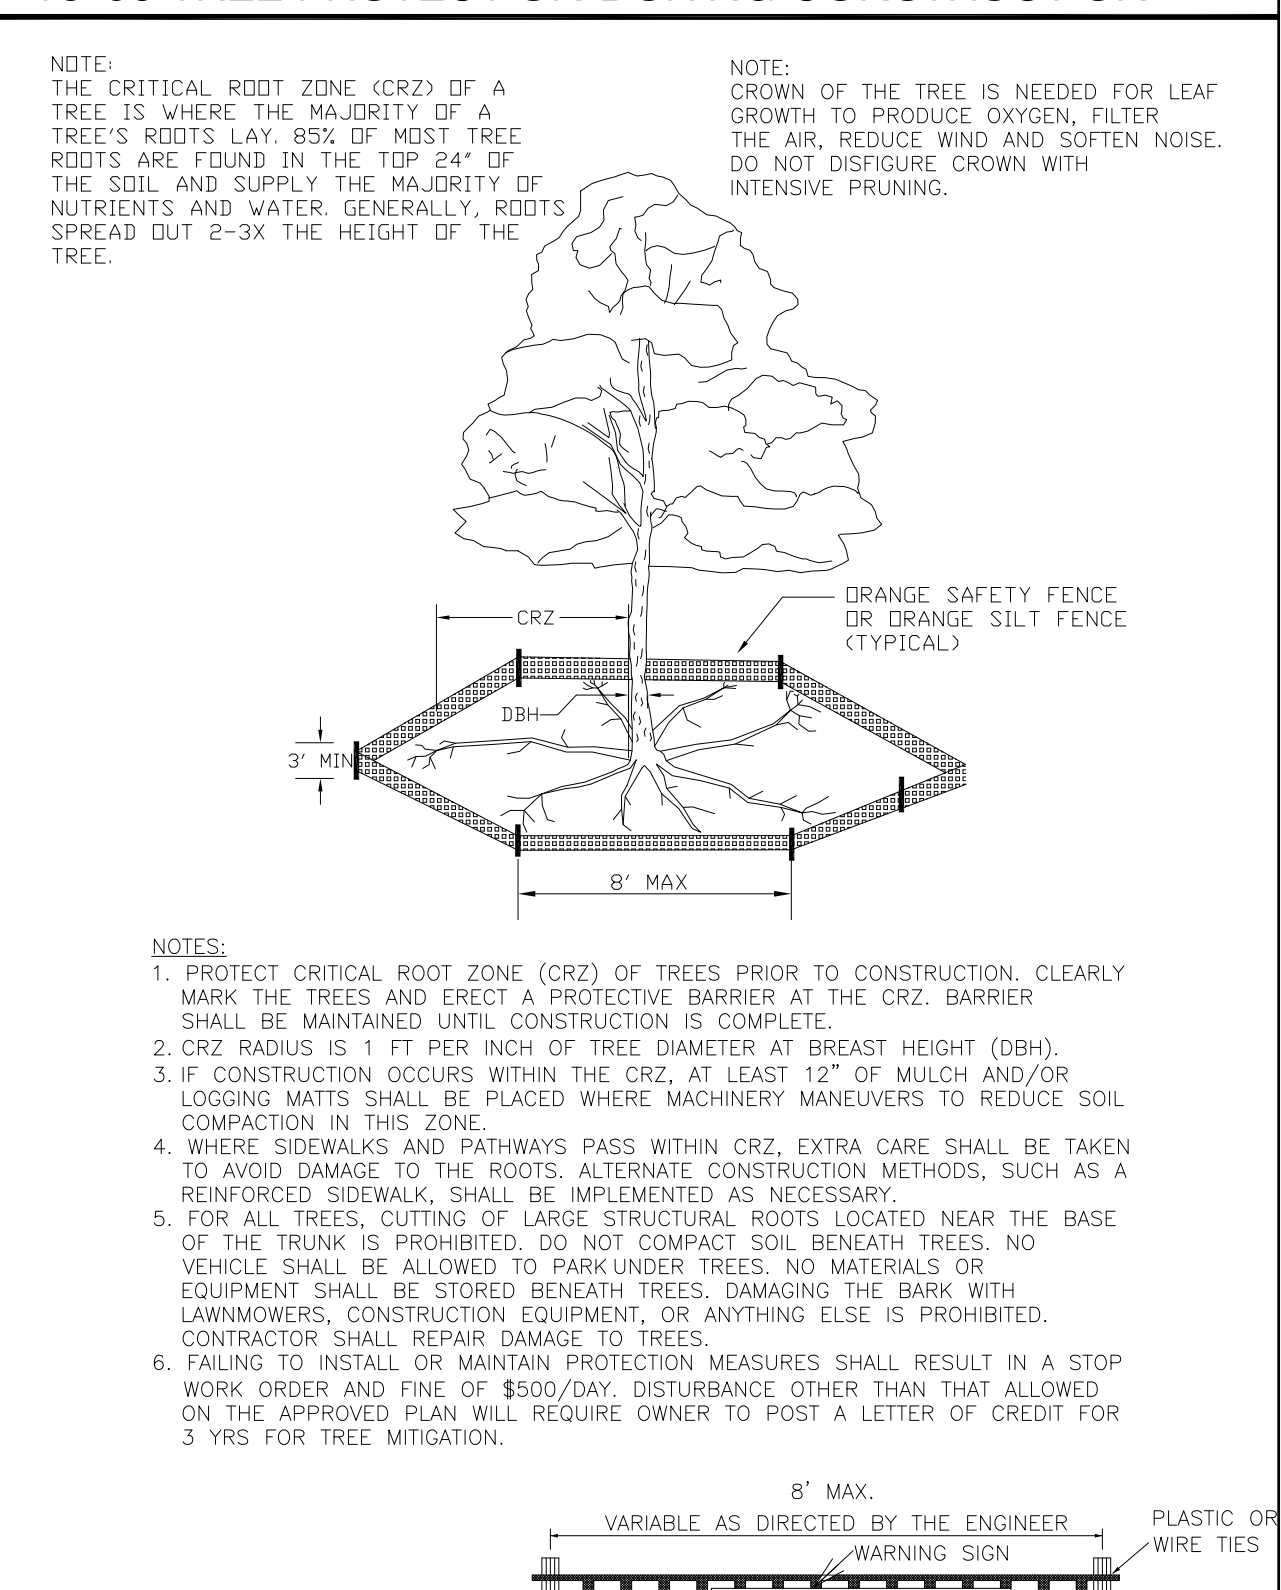 NOTE:
THE CRITICAL ROOT ZONE (CRZ) OF A
TREE IS WHERE THE MAJORITY OF A
TREE'S ROOTS LAY. 85% OF MOST TREE
ROOTS ARE FOUND IN THE TOP 24" OF
THE SOIL AND SUPPLY THE MAJORITY OF
NUTRIENTS AND WATER. GENERALLY, ROOTS
SPREAD OUT 2-3X THE HEIGHT OF THE
TREE.
NOTE:
CROWN OF THE TREE IS NEEDED FOR LEAF
GROWTH TO PRODUCE OXYGEN, FILTER
THE AIR, REDUCE WIND AND SOFTEN NOISE.
DO NOT DISFIGURE CROWN WITH
INTENSIVE PRUNING.
ORANGE SAFETY FENCE
OR ORANGE SILT FENCE
(TYPICAL)
CRZ
DBH
3' MIN
8' MAX
NOTES:
1. PROTECT CRITICAL ROOT ZONE (CRZ) OF TREES PRIOR TO CONSTRUCTION. CLEARLY
MARK THE TREES AND ERECT A PROTECTIVE BARRIER AT THE CRZ. BARRIER
SHALL BE MAINTAINED UNTIL CONSTRUCTION IS COMPLETE.
2. CRZ RADIUS IS 1 FT PER INCH OF TREE DIAMETER AT BREAST HEIGHT (DBH).
3. IF CONSTRUCTION OCCURS WITHIN THE CRZ, AT LEAST 12" OF MULCH AND/OR
LOGGING MATTS SHALL BE PLACED WHERE MACHINERY MANEUVERS TO REDUCE SOIL
COMPACTION IN THIS ZONE.
4. WHERE SIDEWALKS AND PATHWAYS PASS WITHIN CRZ, EXTRA CARE SHALL BE TAKEN
TO AVOID DAMAGE TO THE ROOTS. ALTERNATE CONSTRUCTION METHODS, SUCH AS A
REINFORCED SIDEWALK, SHALL BE IMPLEMENTED AS NECESSARY.
5. FOR ALL TREES, CUTTING OF LARGE STRUCTURAL ROOTS LOCATED NEAR THE BASE
OF THE TRUNK IS PROHIBITED. DO NOT COMPACT SOIL BENEATH TREES. NO
VEHICLE SHALL BE ALLOWED TO PARK UNDER TREES. NO MATERIALS OR
EQUIPMENT SHALL BE STORED BENEATH TREES. DAMAGING THE BARK WITH
LAWNMOWERS, CONSTRUCTION EQUIPMENT, OR ANYTHING ELSE IS PROHIBITED.
CONTRACTOR SHALL REPAIR DAMAGE TO TREES.
6. FAILING TO INSTALL OR MAINTAIN PROTECTION MEASURES SHALL RESULT IN A STOP
WORK ORDER AND FINE OF $500/DAY. DISTURBANCE OTHER THAN THAT ALLOWED
ON THE APPROVED PLAN WILL REQUIRE OWNER TO POST A LETTER OF CREDIT FOR
3 YRS FOR TREE MITIGATION.
8' MAX.
VARIABLE AS DIRECTED BY THE ENGINEER
WARNING SIGN
PLASTIC OR
WIRE TIES